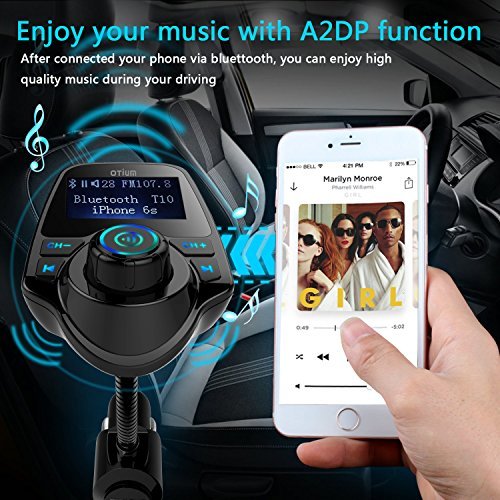 Enjoy your music with A2DP function
After connected your phone via bluettooth, you can enjoy high
quality music during your driving
OTIUM
28 FM107.8
Bluetooth T10
iPhone 6s
CH- CH+
BELL 4:21 PM 22%
Marilyn Monroe
Pharrell Williams
G I R L
G I R L
0:49 -5:02